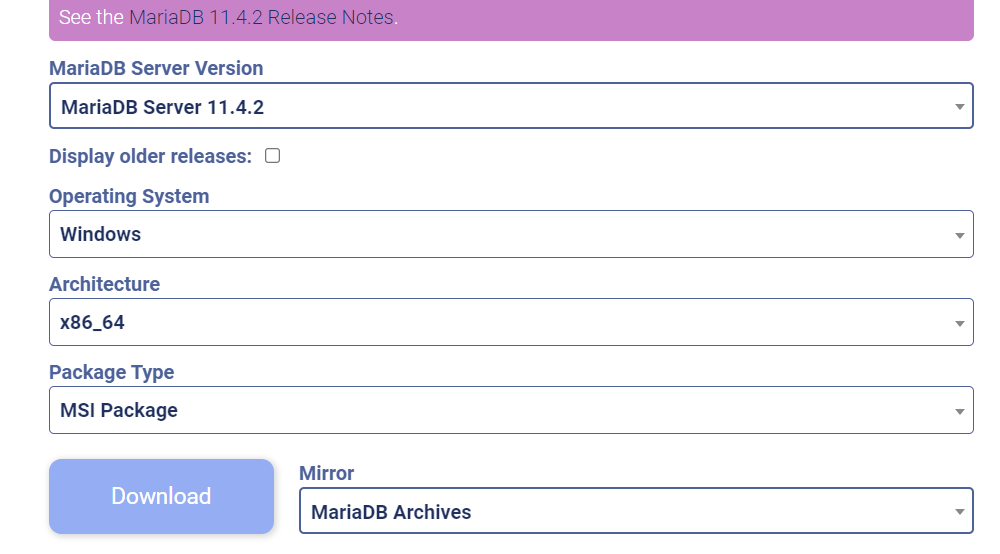 See the MariaDB 11.4.2 Release Notes.
MariaDB Server Version
MariaDB Server 11.4.2
Display older releases:
Operating System
Windows
Architecture
x86_64
Package Type
MSI Package
Download
Mirror
MariaDB Archives